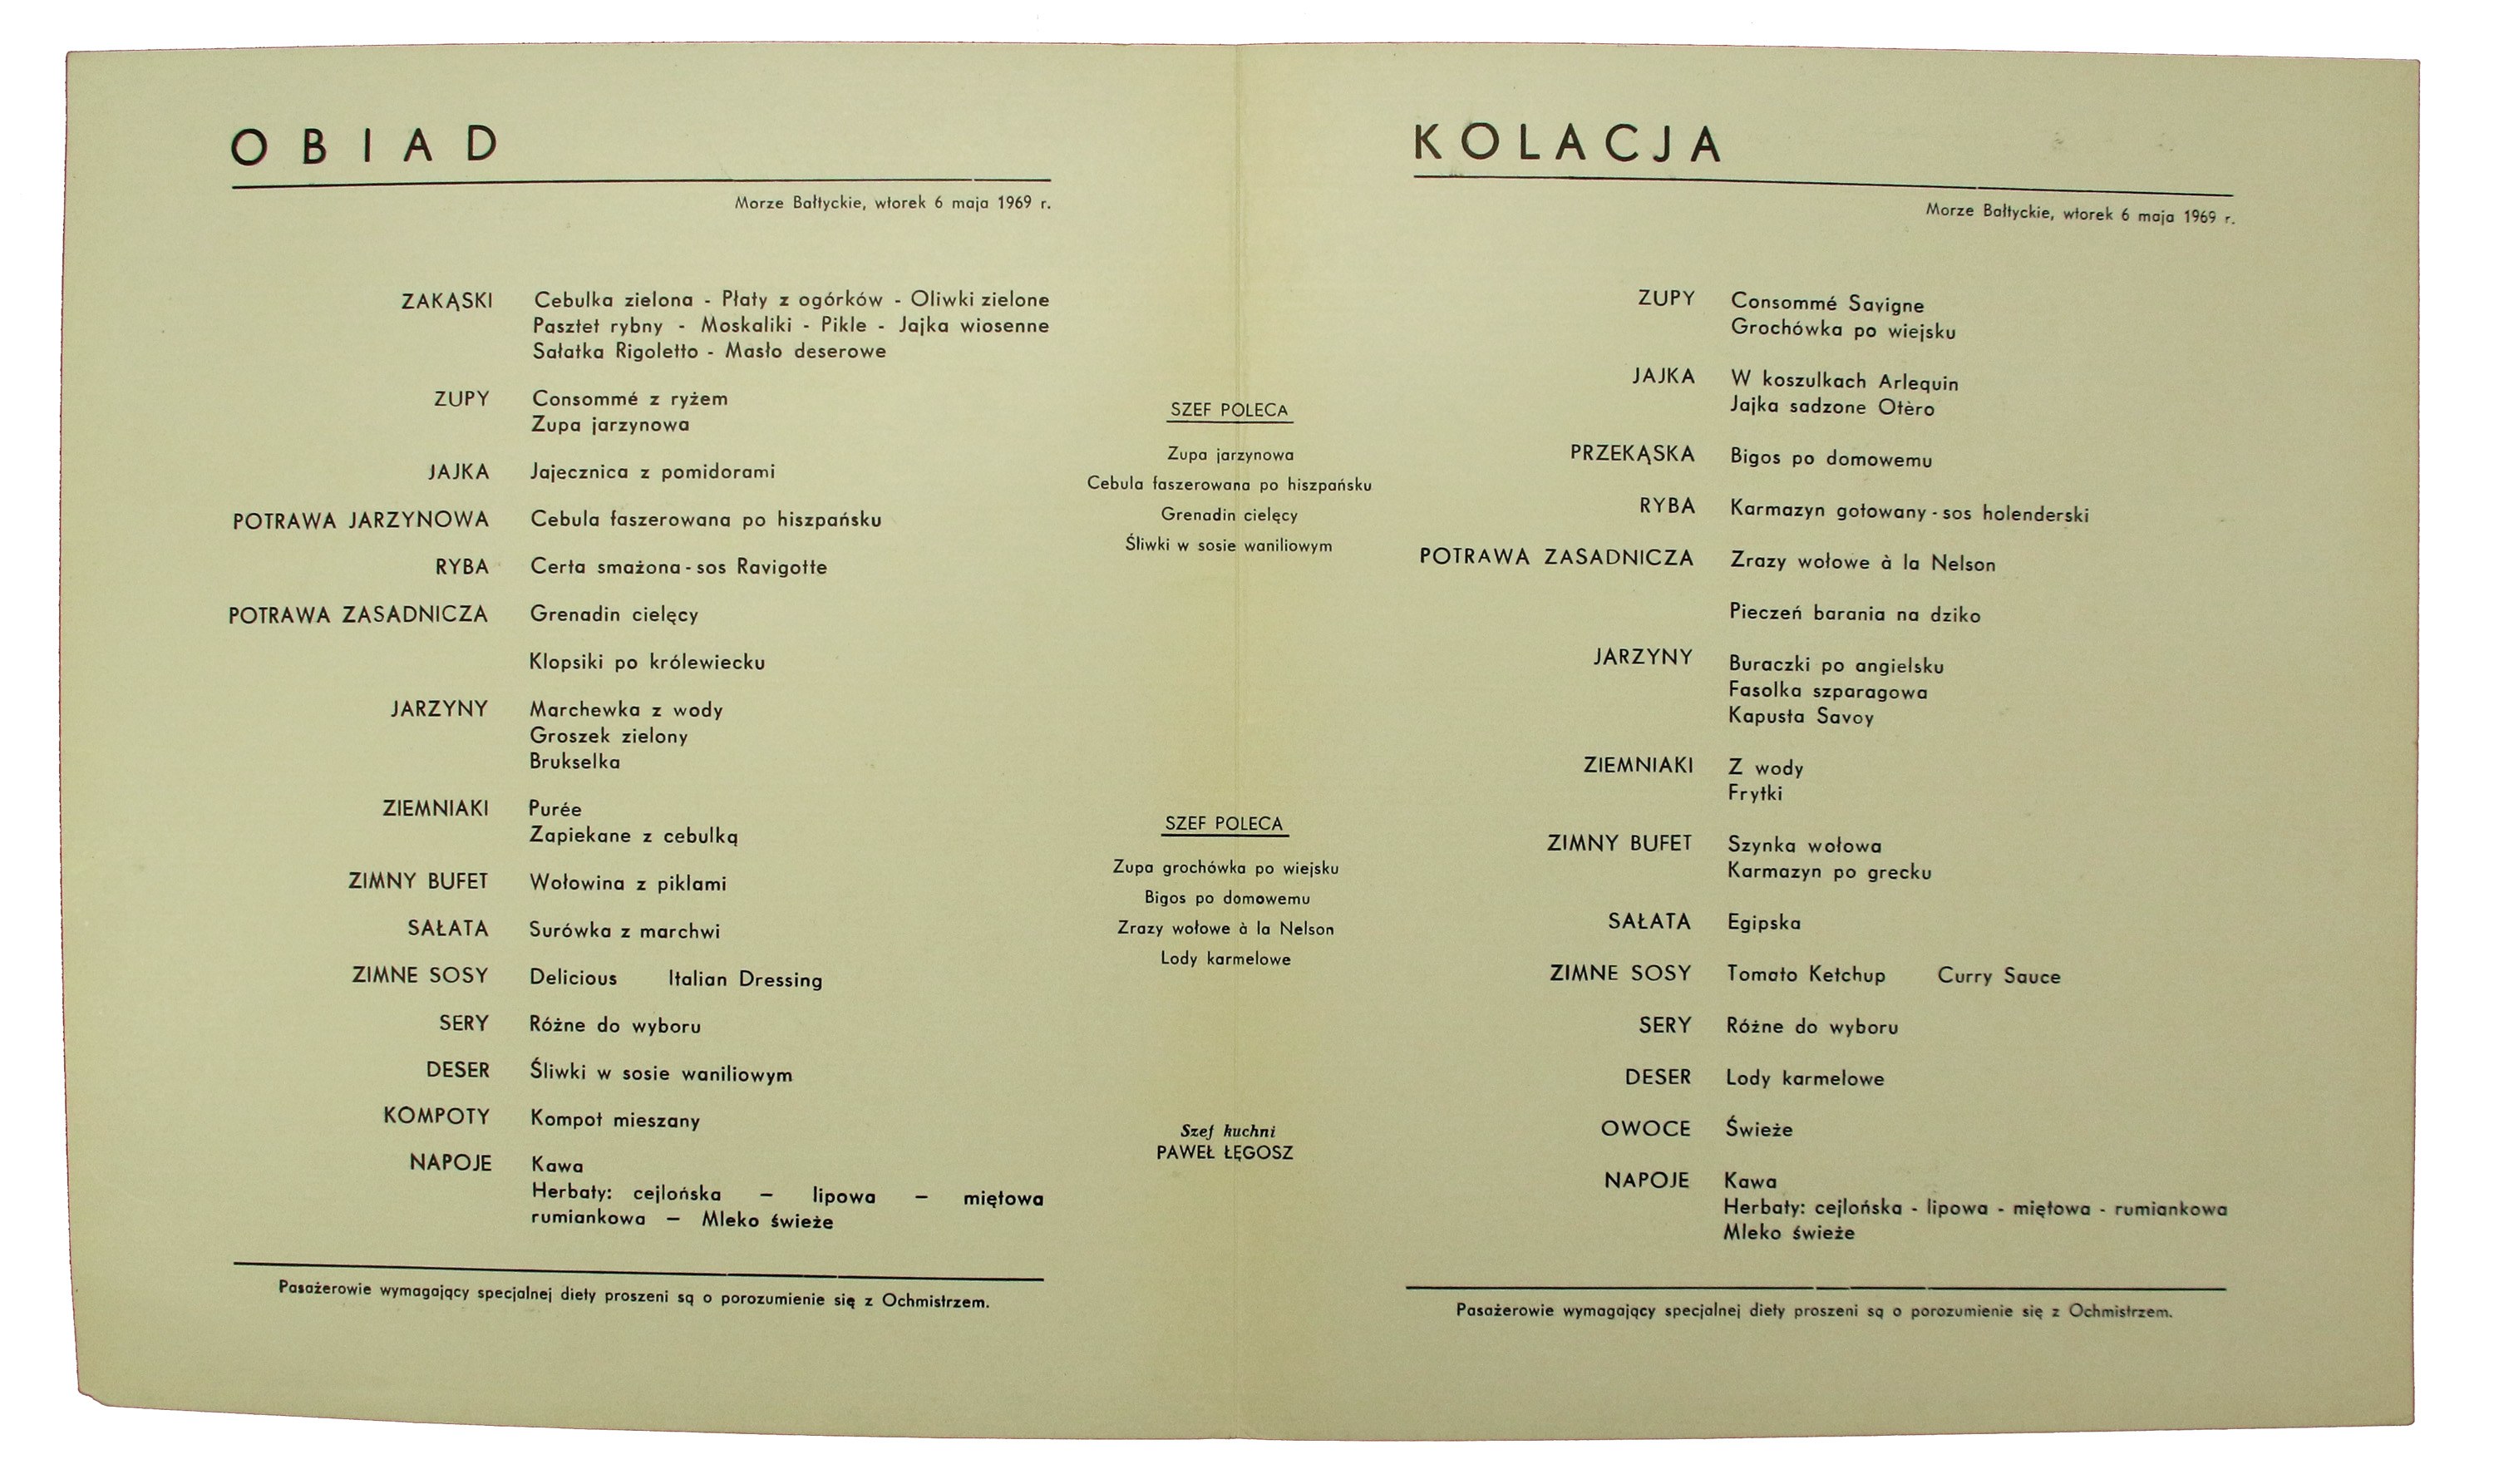 OBIAD
Morze Bałtyckie, wtorek 6 maja 1969 r.
ZAKĄSKI Cebulka zielona - Płaty z ogórków - Oliwki zielone
Pasztet rybny - Moskaliki - Pikle - Jajka wiosenne
Sałatka Rigoletto - Masło deserowe
ZUPY Consommé z ryżem
Zupa jarzynowa
JAJKA Jajecznica z pomidorami
POTRAWA JARZYNOWA Cebula faszerowana po hiszpańsku
RYBA Certa smażona - sos Ravigotte
POTRAWA ZASADNICZA Grenadin cielęcy
Klopsiki po królewiecku
JARZYNY Marchewka z wody
Groszek zielony
Brukselka
ZIEMNIAKI Purée
Zapiekane z cebulką
ZIMNY BUFET Wołowina z piklami
SAŁATA Surówka z marchwi
ZIMNE SOSY Delicious Italian Dressing
SERY Różne do wyboru
DESER Śliwki w sosie waniliowym
KOMPOTY Kompot mieszany
NAPOJE Kawa
Herbaty: cejlońska — lipowa — miętowa
rumiankowa — Mleko świeże
Pasażerowie wymagający specjalnej diety proszeni są o porozumienie się z Ochmistrzem.
SZEF POLECA
Zupa jarzynowa
Cebula faszerowana po hiszpańsku
Grenadin cielęcy
Śliwki w sosie waniliowym
SZEF POLECA
Zupa grochówka po wiejsku
Bigos po domowemu
Zrazy wołowe à la Nelson
Lody karmelowe
Szef kuchni
PAWEŁ ŁĘGOSZ
KOLACJA
Morze Bałtyckie, wtorek 6 maja 1969 r.
ZUPY Consommé Savigne
Grochówka po wiejsku
JAJKA W koszulkach Arlequin
Jajka sadzone Otèro
PRZEKĄSKA Bigos po domowemu
RYBA Karmazyn gotowany - sos holenderski
POTRAWA ZASADNICZA Zrazy wołowe à la Nelson
Pieczeń barania na dziko
JARZYNY Buraczki po angielsku
Fasolka szparagowa
Kapusta Savoy
ZIEMNIAKI Z wody
Frytki
ZIMNY BUFET Szynka wołowa
Karmazyn po grecku
SAŁATA Egipska
ZIMNE SOSY Tomato Ketchup Curry Sauce
SERY Różne do wyboru
DESER Lody karmelowe
OWOCE Świeże
NAPOJE Kawa
Herbaty: cejlońska - lipowa - miętowa - rumiankowa
Mleko świeże
Pasażerowie wymagający specjalnej diety proszeni są o porozumienie się z Ochmistrzem.